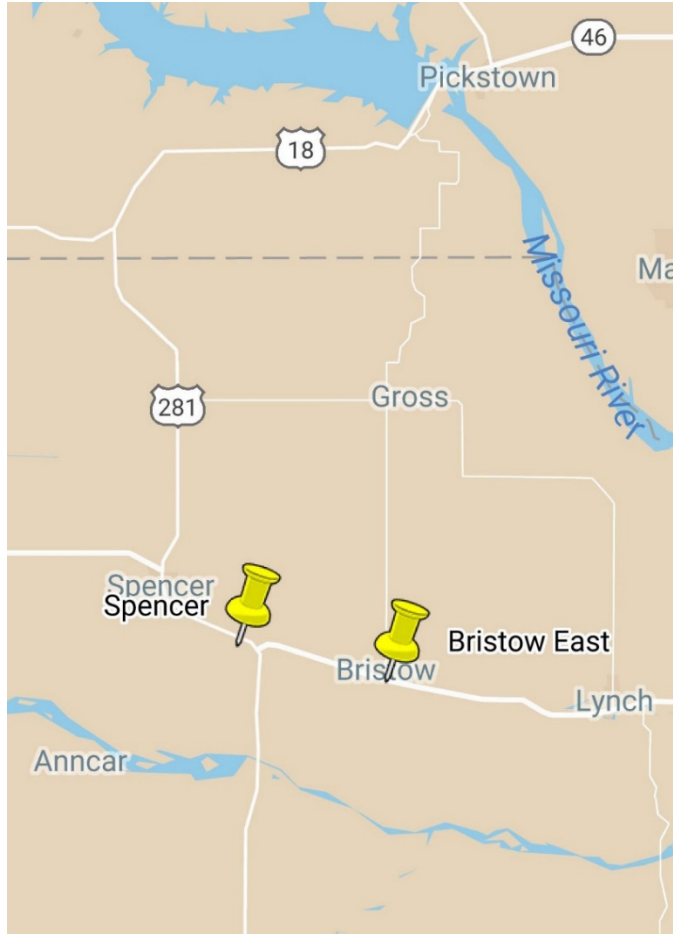 46
Pickstown
18
Missouri River
Ma
281
Gross
Spencer
Spencer
Bristow East
Bristow
Lynch
Anncar